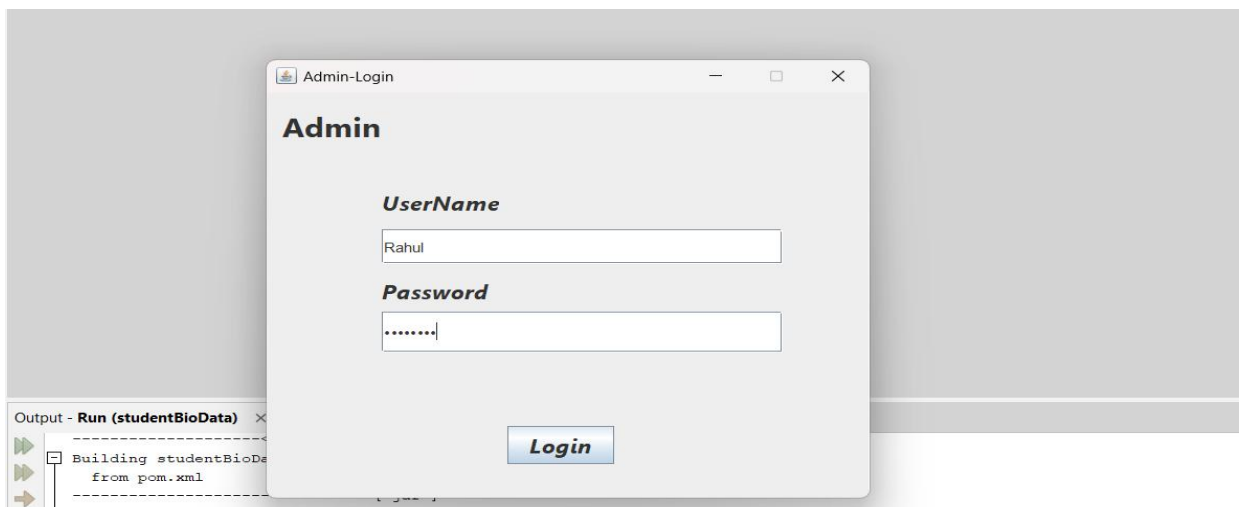 Admin-Login
Admin
UserName
Rahul
Password
••••••••
Login
Output - Run (studentBioData)
--------------------<
Building studentBioDa
from pom.xml